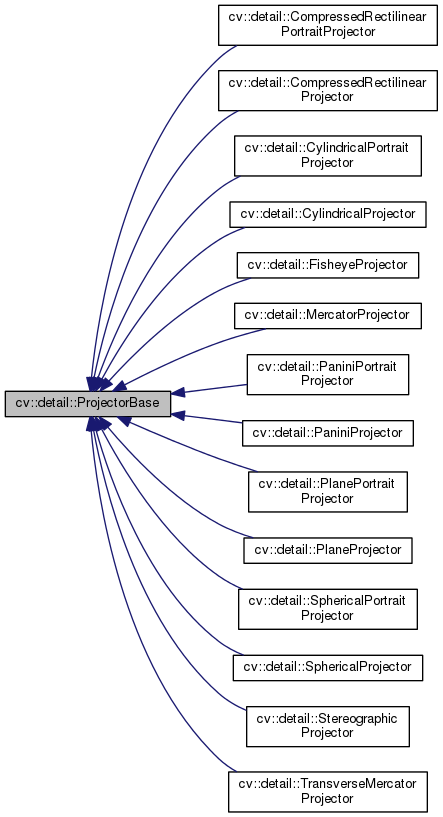 cv::detail::CompressedRectilinear
PortraitProjector
cv::detail::CompressedRectilinear
Projector
cv::detail::CylindricalPortrait
Projector
cv::detail::CylindricalProjector
cv::detail::FisheyeProjector
cv::detail::MercatorProjector
cv::detail::PaniniPortrait
Projector
cv::detail::ProjectorBase
cv::detail::PaniniProjector
cv::detail::PlanePortrait
Projector
cv::detail::PlaneProjector
cv::detail::SphericalPortrait
Projector
cv::detail::SphericalProjector
cv::detail::Stereographic
Projector
cv::detail::TransverseMercator
Projector